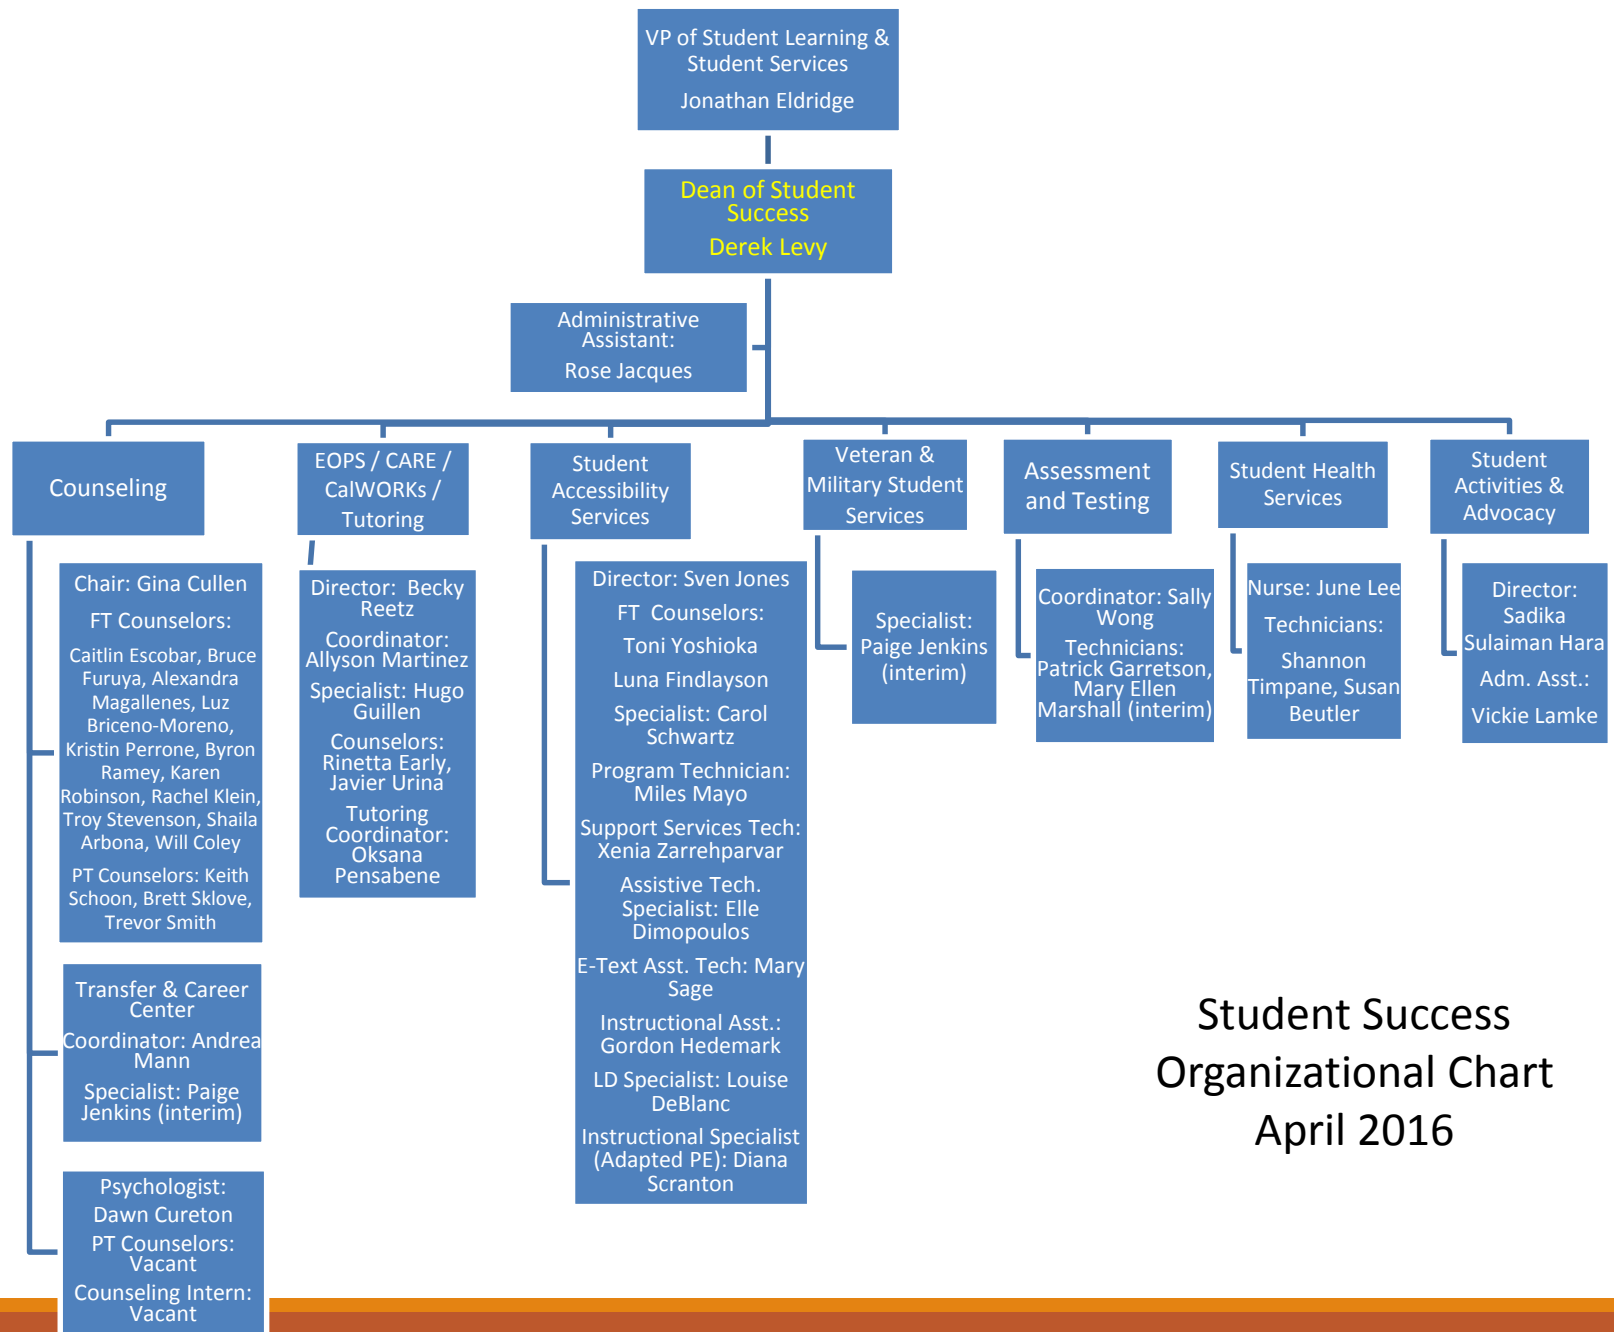 VP of Student Learning &
Student Services
Jonathan Eldridge
Dean of Student
Success
Derek Levy
Administrative
Assistant:
Rose Jacques
Counseling
EOPS / CARE /
CalWORKs /
Tutoring
Student
Accessibility
Services
Veteran &
Military Student
Services
Assessment
and Testing
Student Health
Services
Student
Activities &
Advocacy
Chair: Gina Cullen
FT Counselors:
Caitlin Escobar, Bruce
Furuya, Alexandra
Magallenes, Luz
Briceno-Moreno,
Kristin Perrone, Byron
Ramey, Karen
Robinson, Rachel Klein,
Troy Stevenson, Shaila
Arbona, Will Coley
PT Counselors: Keith
Schoon, Brett Sklove,
Trevor Smith
Transfer & Career
Center
Coordinator: Andrea
Mann
Specialist: Paige
Jenkins (interim)
Psychologist:
Dawn Cureton
PT Counselors:
Vacant
Counseling Intern:
Vacant
Director: Becky
Reetz
Coordinator:
Allyson Martinez
Specialist: Hugo
Guillen
Counselors:
Rinetta Early,
Javier Urina
Tutoring
Coordinator:
Oksana
Pensabene
Director: Sven Jones
FT Counselors:
Toni Yoshioka
Luna Findlayson
Specialist: Carol
Schwartz
Program Technician:
Miles Mayo
Support Services Tech:
Xenia Zarrehparvar
Assistive Tech.
Specialist: Elle
Dimopoulos
E-Text Asst. Tech: Mary
Sage
Instructional Asst.:
Gordon Hedemark
LD Specialist: Louise
DeBlanc
Instructional Specialist
(Adapted PE): Diana
Scranton
Specialist:
Paige Jenkins
(interim)
Coordinator: Sally
Wong
Technicians:
Patrick Garretson,
Mary Ellen
Marshall (interim)
Nurse: June Lee
Technicians:
Shannon
Timpane, Susan
Beutler
Director:
Sadika
Sulaiman Hara
Adm. Asst.:
Vickie Lamke
Student Success
Organizational Chart
April 2016